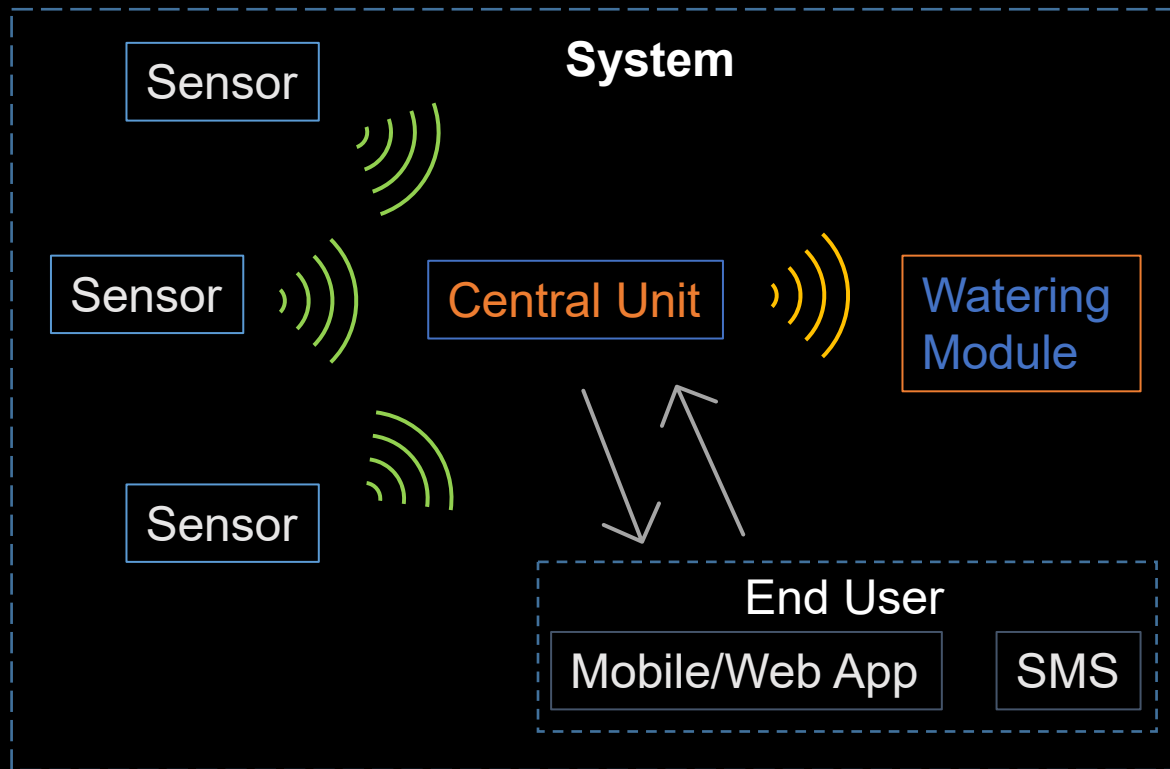 System
Sensor
Sensor
Central Unit
Watering
Module
Sensor
End User
Mobile/Web App
SMS